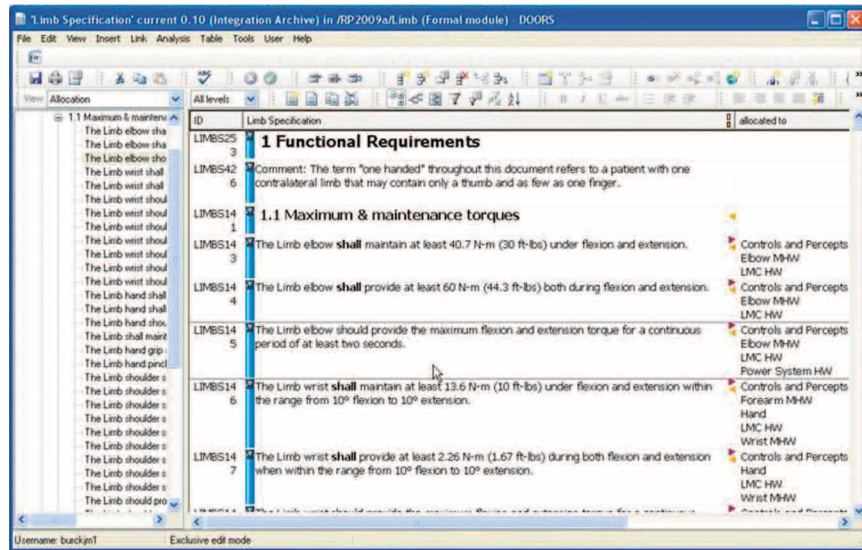 'Limb Specification' current 0.10 (Integration Archive) in /RP2009a/Limb (Formal module) - DOORS
File Edit View Insert Link Analysis Table Tools User Help
View Allocation All levels
ID Limb Specification allocated to
1.1 Maximum & maintena
The Limb elbow sha
The Limb elbow sha
The Limb elbow sho
The Limb wrist shall
The Limb wrist shall
The Limb wrist shoul
The Limb wrist shoul
The Limb wrist shoul
The Limb wrist shoul
The Limb wrist shoul
The Limb wrist shoul
The Limb wrist shoul
The Limb hand shall
The Limb hand shall
The Limb hand shou
The Limb shall maint
The Limb hand grip
The Limb hand pincl
The Limb shoulder s
The Limb shoulder s
The Limb shoulder s
The Limb shoulder s
The Limb shoulder s
The Limb shoulder s
The Limb shoulder s
The Limb should pro
LIMBS25
3
1 Functional Requirements
LIMBS42
6
Comment: The term "one handed" throughout this document refers to a patient with one
contralateral limb that may contain only a thumb and as few as one finger.
LIMBS14
1
1.1 Maximum & maintenance torques
LIMBS14
3
The Limb elbow shall maintain at least 40.7 N-m (30 ft-lbs) under flexion and extension.
Controls and Percepts
Elbow MHW
LMC HW
LIMBS14
4
The Limb elbow shall provide at least 60 N-m (44.3 ft-lbs) both during flexion and extension.
Controls and Percepts
Elbow MHW
LMC HW
LIMBS14
5
The Limb elbow should provide the maximum flexion and extension torque for a continuous
period of at least two seconds.
Controls and Percepts
Elbow MHW
LMC HW
Power System HW
LIMBS14
6
The Limb wrist shall maintain at least 13.6 N-m (10 ft-lbs) under flexion and extension within
the range from 10º flexion to 10º extension.
Controls and Percepts
Forearm MHW
Hand
LMC HW
Wrist MHW
LIMBS14
7
The Limb wrist shall provide at least 2.26 N-m (1.67 ft-lbs) during both flexion and extension
when within the range from 10º flexion to 10º extension.
Controls and Percepts
Hand
LMC HW
Wrist MHW
Username: burckjm1 Exclusive edit mode